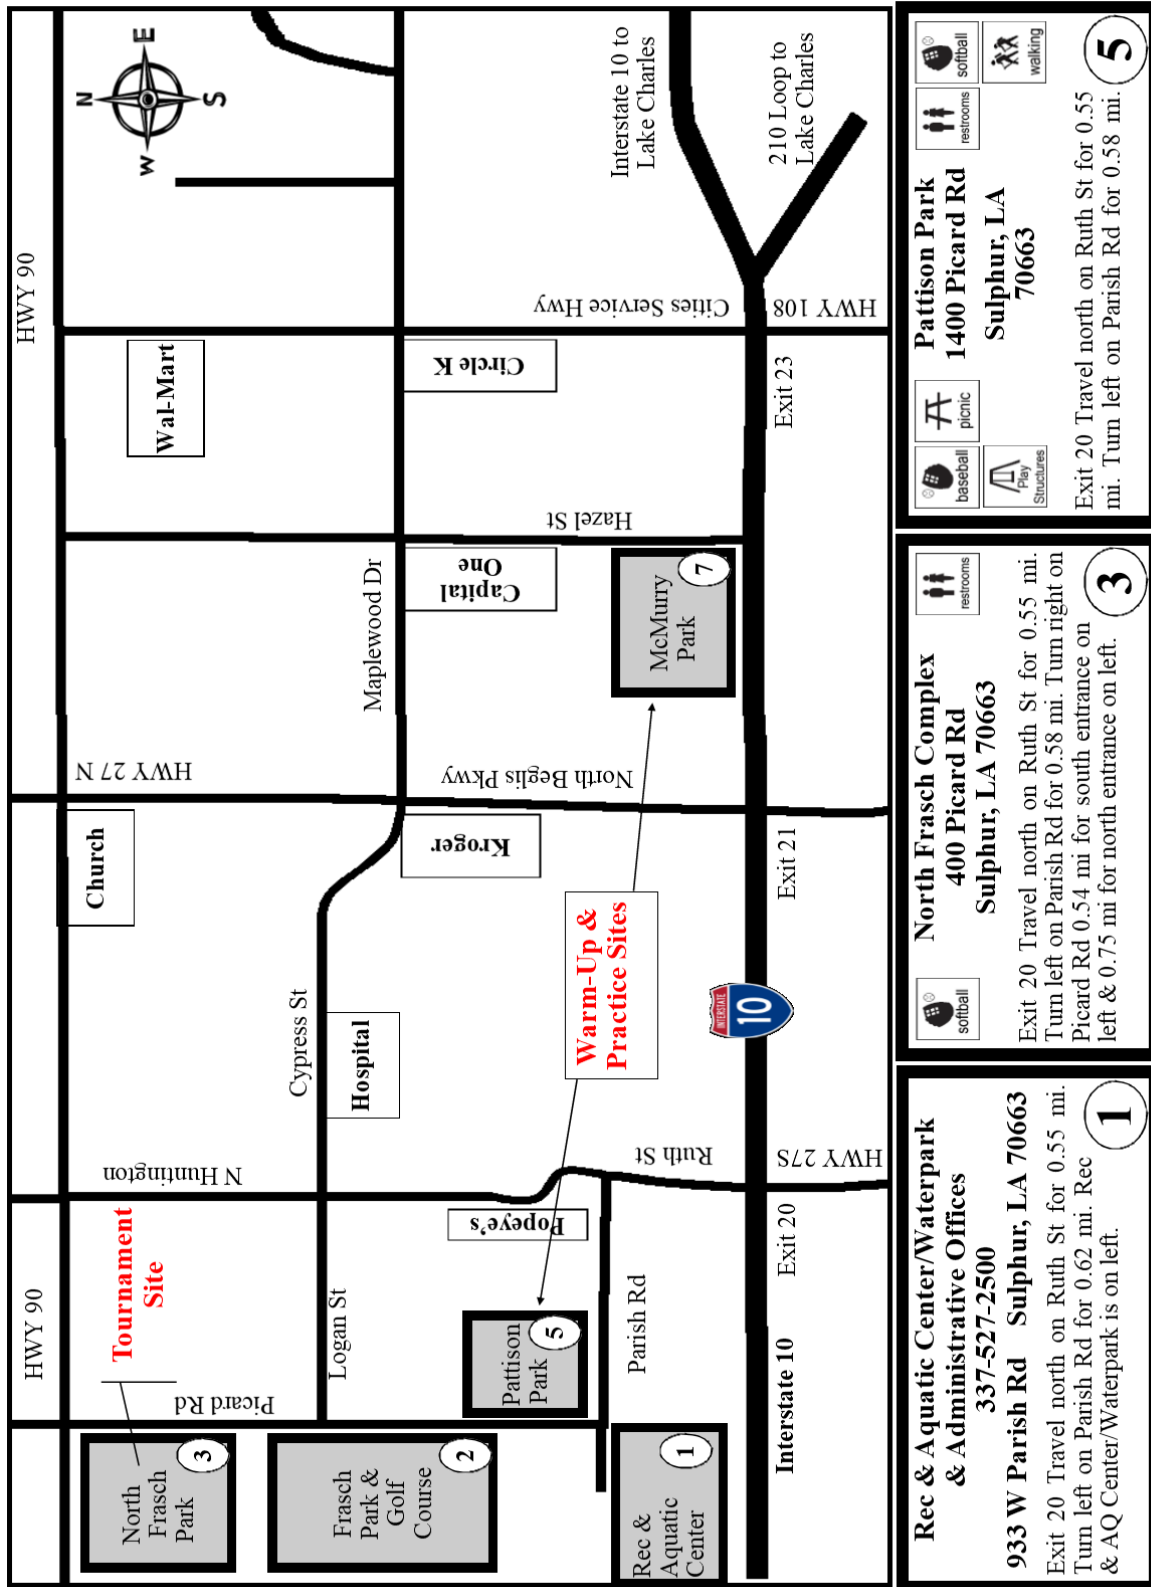 HWY 90
HWY 90
N
E
S
W
Tournament
Site
North
Frasch
Park
3
Picard Rd
N Huntington
Church
HWY 27 N
Wal-Mart
Frasch
Park &
Golf
Course
2
Logan St
Cypress St
Hospital
Maplewood Dr
Kroger
Capital
One
Circle K
Pattison
Park
5
Popeye's
Warm-Up &
Practice Sites
North Beglis Pkwy
Hazel St
Cities Service Hwy
McMurry
Park
7
Interstate 10 to
Lake Charles
Rec &
Aquatic
Center
1
Parish Rd
Ruth St
INTERSTATE
10
210 Loop to
Lake Charles
Interstate 10
Exit 20
HWY 27S
Exit 21
Exit 23
HWY 108
Rec & Aquatic Center/Waterpark
& Administrative Offices
337-527-2500
933 W Parish Rd Sulphur, LA 70663
Exit 20 Travel north on Ruth St for 0.55 mi.
Turn left on Parish Rd for 0.62 mi. Rec
& AQ Center/Waterpark is on left.
1
softball
North Frasch Complex
400 Picard Rd
Sulphur, LA 70663
restrooms
Exit 20 Travel north on Ruth St for 0.55 mi.
Turn left on Parish Rd for 0.58 mi. Turn right on
Picard Rd 0.54 mi for south entrance on
left & 0.75 mi for north entrance on left.
3
baseball
picnic
Play
Structures
Pattison Park
1400 Picard Rd
Sulphur, LA
70663
restrooms
softball
walking
Exit 20 Travel north on Ruth St for 0.55
mi. Turn left on Parish Rd for 0.58 mi.
5